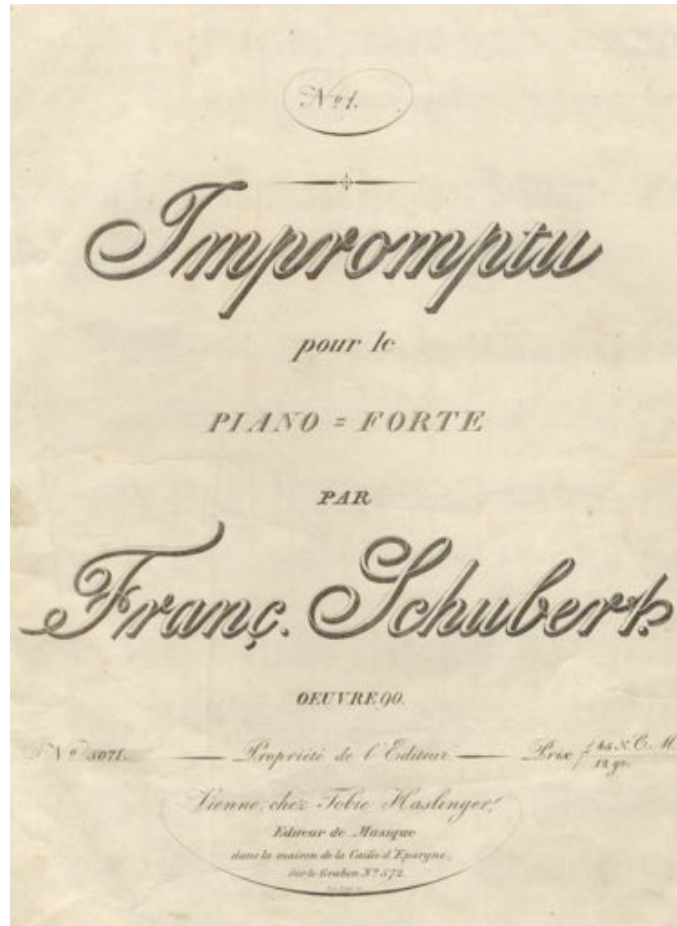 No 1.
Impromptu
pour le
PIANO = FORTE
PAR
Franç. Schubert.
OEUVRE 90.
No 5071. Propriété de l'Editeur Prix f 45 x C. M. 12 gr.
Vienne, chez Tobie Haslinger,
Editeur de Musique
dans la maison de la Caisse d'Epargne,
sur le Graben No 572.